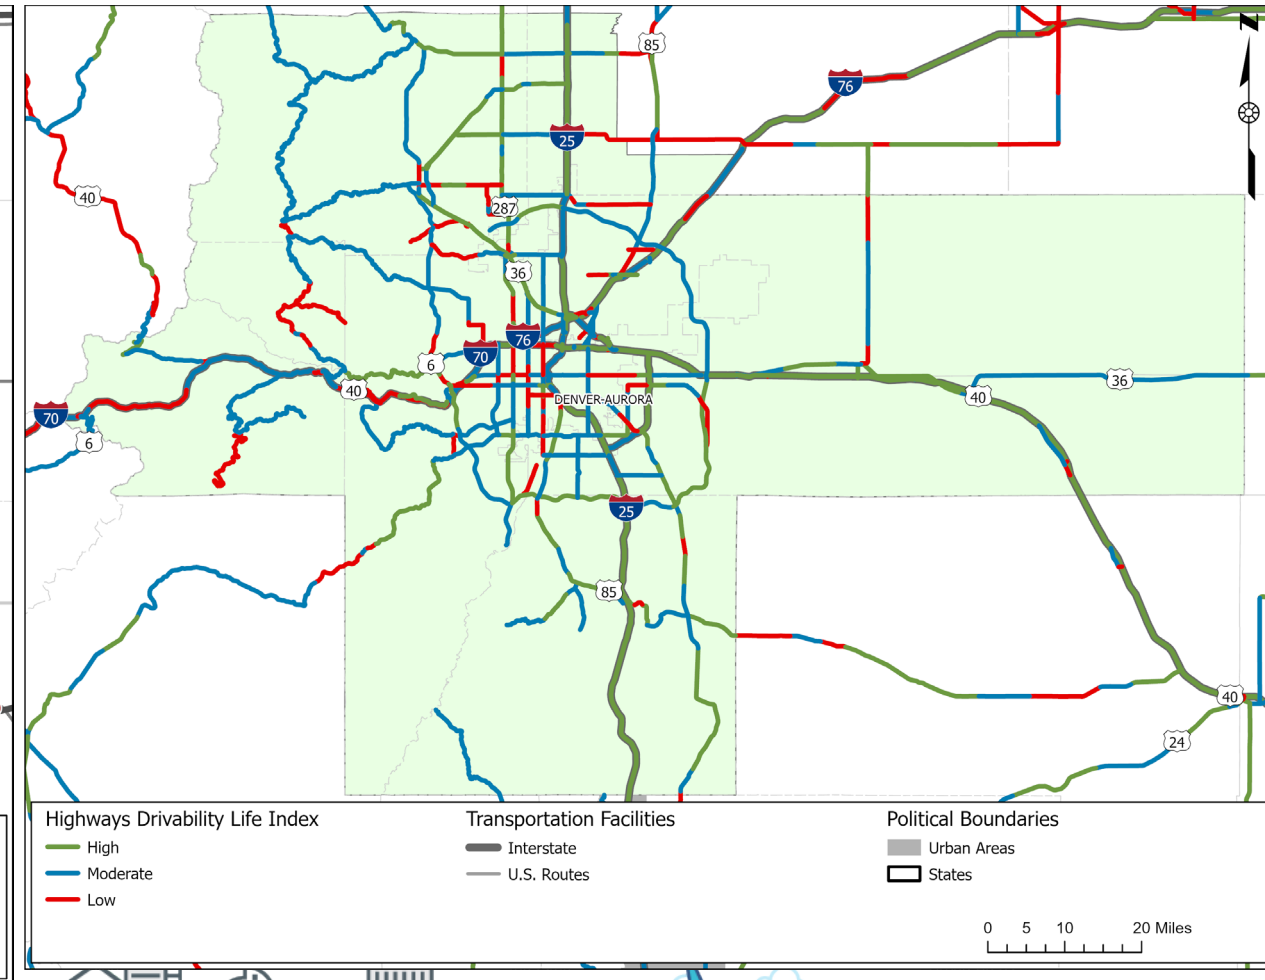 85
76
25
40
287
36
76
70
6
40
DENVER-AURORA
40
36
70
6
25
85
40
24
N
Highways Drivability Life Index
High
Moderate
Low
Transportation Facilities
Interstate
U.S. Routes
Political Boundaries
Urban Areas
States
0 5 10 20 Miles